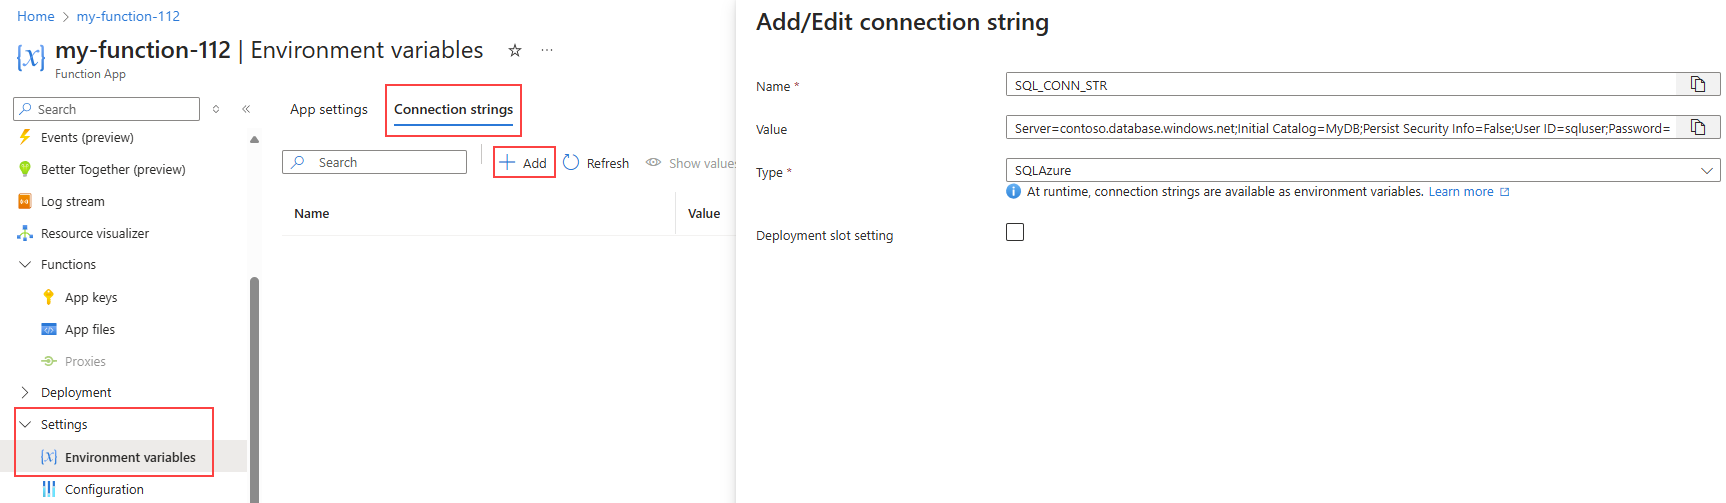 Home > my-function-112
my-function-112 | Environment variables
Function App
Search
Events (preview)
Better Together (preview)
Log stream
Resource visualizer
Functions
App keys
App files
Proxies
Deployment
Settings
Environment variables
Configuration
App settings Connection strings
Search Add Refresh Show values
Name Value
Add/Edit connection string
Name * SQL_CONN_STR
Value Server=contoso.database.windows.net;Initial Catalog=MyDB;Persist Security Info=False;User ID=sqluser;Password=
Type * SQLAzure
At runtime, connection strings are available as environment variables. Learn more
Deployment slot setting